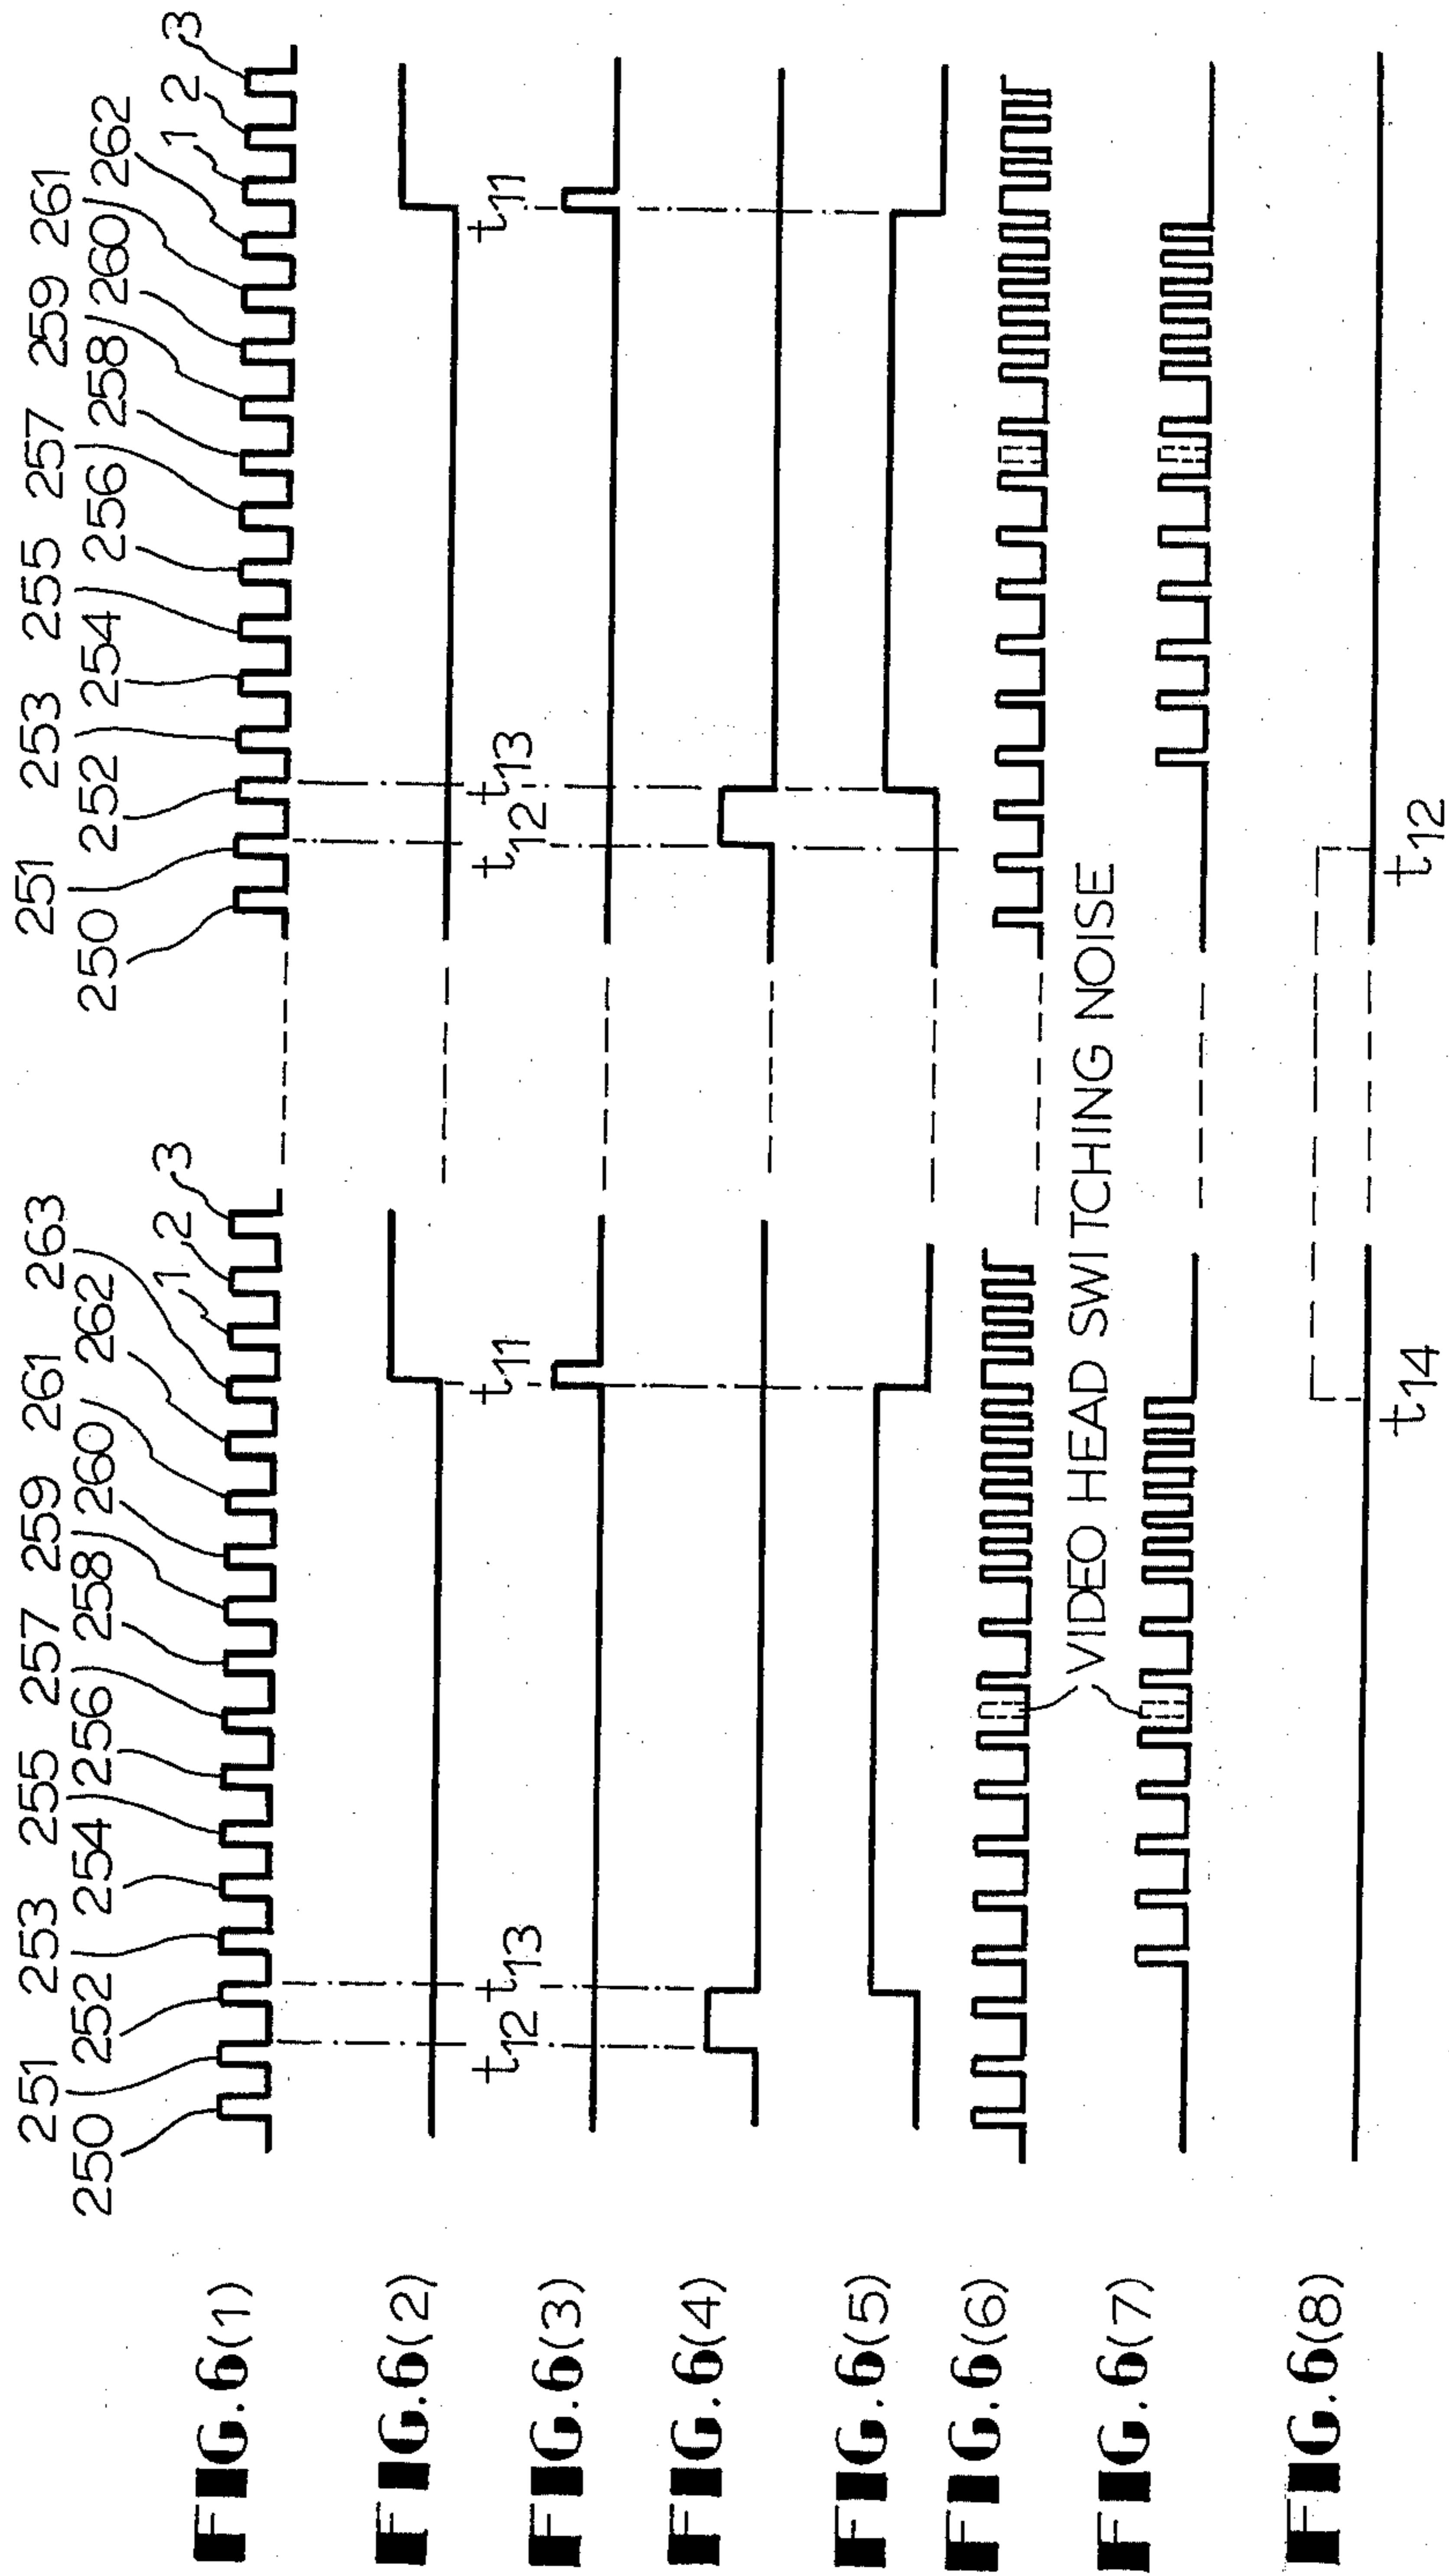 251 253 255 257 259 261 263
250 252 254 256 258 260 262 1 2 3
251 253 255 257 259 261
250 252 254 256 258 260 262 1 2 3
FIG.6(1)
FIG.6(2)
t12 t13 t11
t12 t13 t11
FIG.6(3)
FIG.6(4)
FIG.6(5)
FIG.6(6)
VIDEO HEAD SWITCHING NOISE
FIG.6(7)
FIG.6(8)
t14 t12